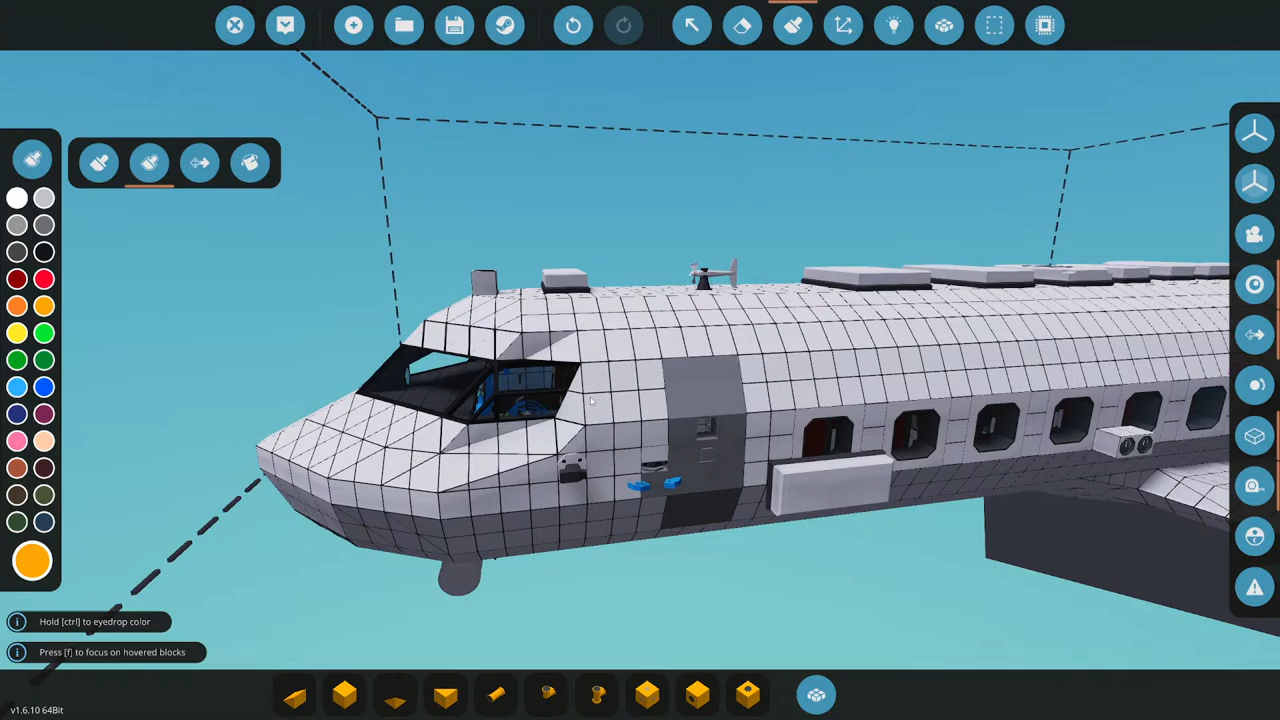 Hold [ctrl] to eyedrop color
Press [f] to focus on hovered blocks
v1.6.10 64Bit